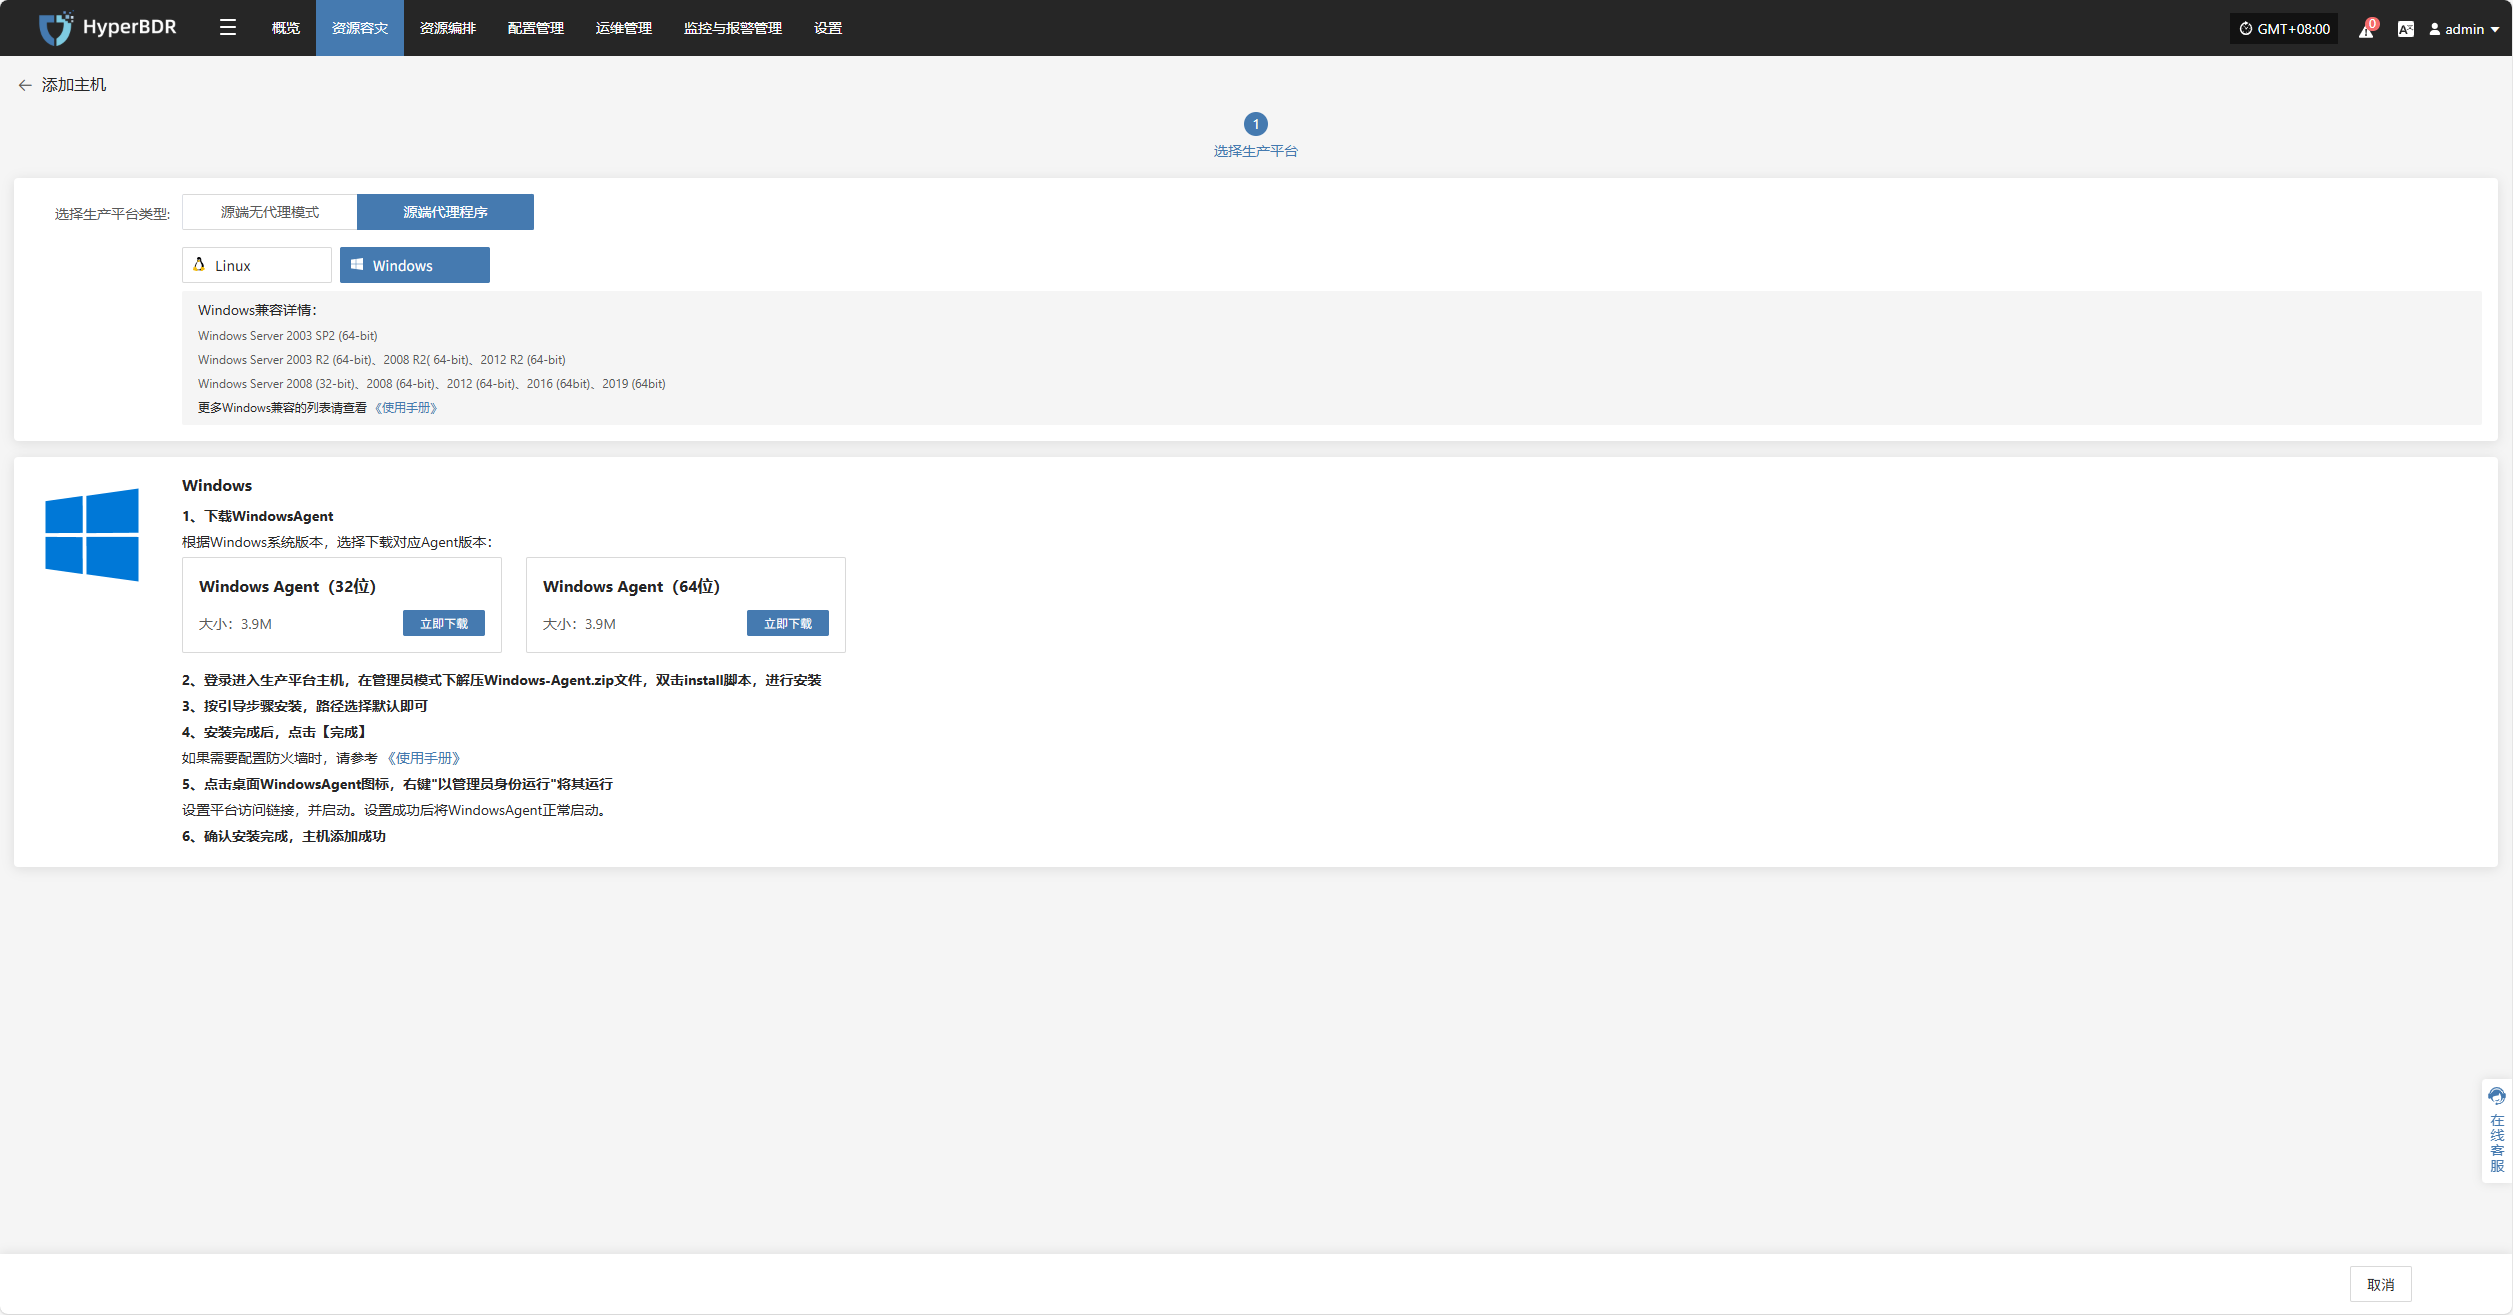 HyperBDR
概览
资源容灾
资源编排
配置管理
运维管理
监控与报警管理
设置
GMT+08:00
0
admin
添加主机
1
选择生产平台
选择生产平台类型:
源端无代理模式
源端代理程序
Linux
Windows
Windows兼容详情：
Windows Server 2003 SP2 (64-bit)
Windows Server 2003 R2 (64-bit)、2008 R2( 64-bit)、2012 R2 (64-bit)
Windows Server 2008 (32-bit)、2008 (64-bit)、2012 (64-bit)、2016 (64bit)、2019 (64bit)
更多Windows兼容的列表请查看《使用手册》
Windows
1、下载WindowsAgent
根据Windows系统版本，选择下载对应Agent版本：
Windows Agent（32位）
大小：3.9M
立即下载
Windows Agent（64位）
大小：3.9M
立即下载
2、登录进入生产平台主机，在管理员模式下解压Windows-Agent.zip文件，双击install脚本，进行安装
3、按引导步骤安装，路径选择默认即可
4、安装完成后，点击【完成】
如果需要配置防火墙时，请参考《使用手册》
5、点击桌面WindowsAgent图标，右键"以管理员身份运行"将其运行
设置平台访问链接，并启动。设置成功后将WindowsAgent正常启动。
6、确认安装完成，主机添加成功
在线客服
取消